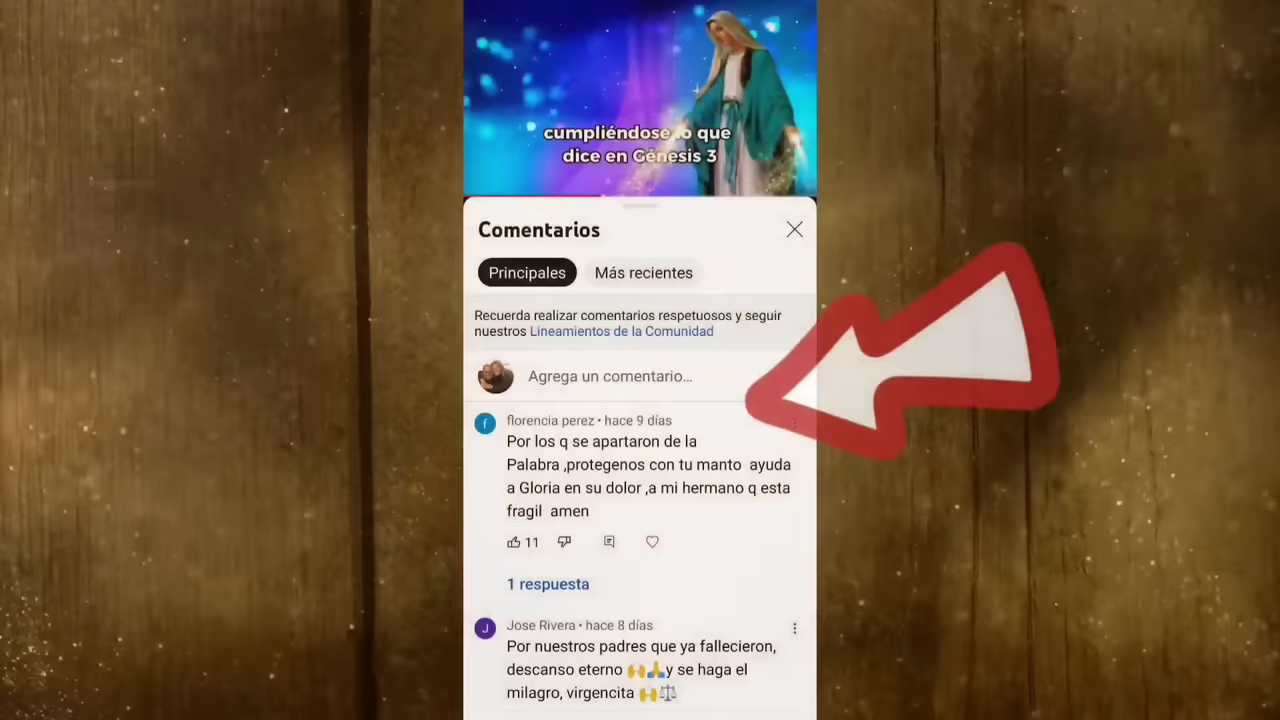 cumpliéndose lo que
dice en Génesis 3
Comentarios
Principales
Más recientes
Recuerda realizar comentarios respetuosos y seguir
nuestros Lineamientos de la Comunidad
Agrega un comentario...
f
florencia perez • hace 9 días
Por los q se apartaron de la
Palabra ,protegenos con tu manto ayuda
a Gloria en su dolor ,a mi hermano q esta
fragil amen
11
1 respuesta
J
Jose Rivera • hace 8 días
Por nuestros padres que ya fallecieron,
descanso eterno 🙌🙏y se haga el
milagro, virgencita 🙌⚖️